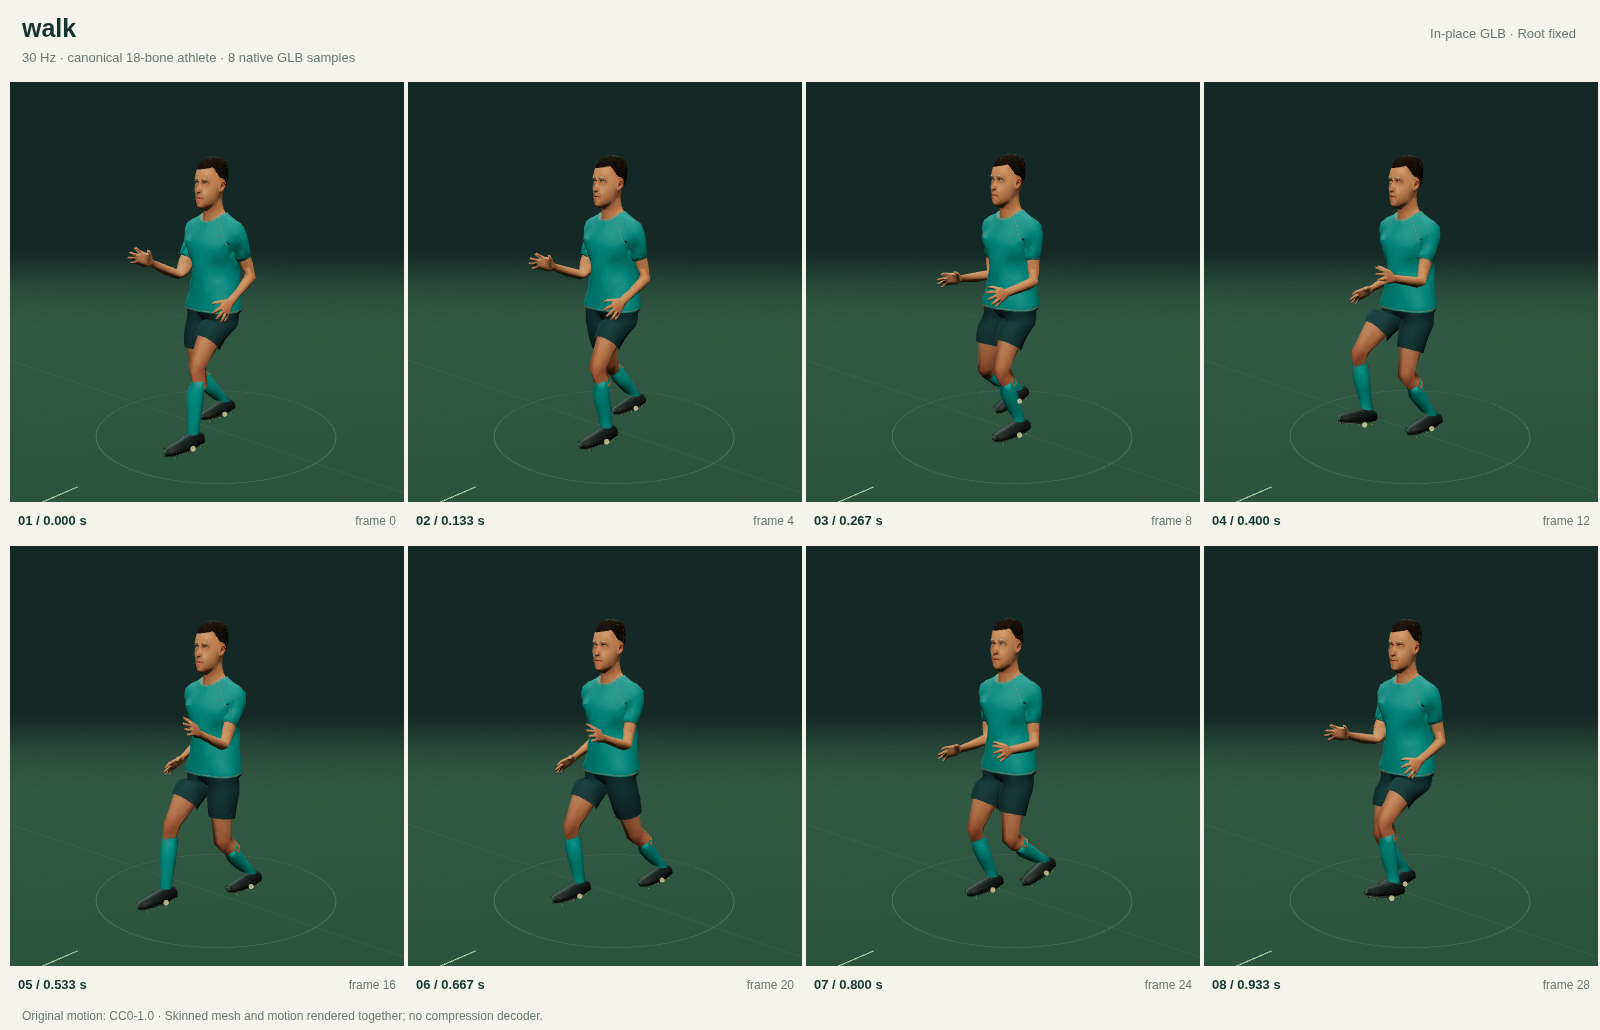 walk
In-place GLB · Root fixed
30 Hz · canonical 18-bone athlete · 8 native GLB samples
01 / 0.000 s frame 0
02 / 0.133 s frame 4
03 / 0.267 s frame 8
04 / 0.400 s frame 12
05 / 0.533 s frame 16
06 / 0.667 s frame 20
07 / 0.800 s frame 24
08 / 0.933 s frame 28
Original motion: CC0-1.0 · Skinned mesh and motion rendered together; no compression decoder.